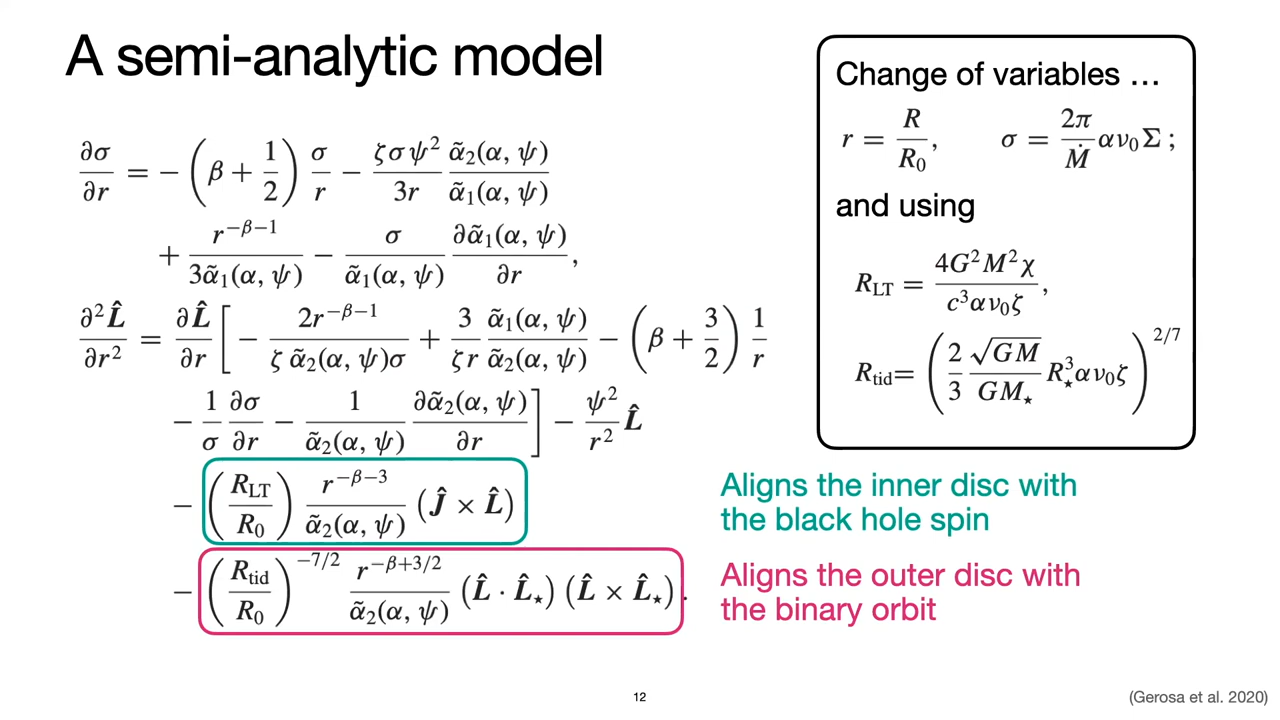 A semi-analytic model
∂σ/∂r = −(β + 1/2) σ/r − ζσψ²/3r α̃₂(α, ψ)/α̃₁(α, ψ)
+ r^{−β−1}/3α̃₁(α, ψ) − σ/α̃₁(α, ψ) ∂α̃₁(α, ψ)/∂r,
∂²L̂/∂r² = ∂L̂/∂r [ − 2r^{−β−1}/ζ α̃₂(α, ψ)σ + 3/ζr α̃₁(α, ψ)/α̃₂(α, ψ) − (β + 3/2) 1/r
− 1/σ ∂σ/∂r − 1/α̃₂(α, ψ) ∂α̃₂(α, ψ)/∂r ] − ψ²/r² L̂
− (R_LT/R₀) r^{−β−3}/α̃₂(α, ψ) (Ĵ × L̂)
− (R_tid/R₀)^{−7/2} r^{−β+3/2}/α̃₂(α, ψ) (L̂ · L̂⋆) (L̂ × L̂⋆).
Change of variables …
r = R/R₀, σ = 2π/Ṁ αν₀Σ ;
and using
R_LT = 4G²M²χ/c³αν₀ζ,
R_tid= (2/3 √GM/GM⋆ R⋆³αν₀ζ)^{2/7}
Aligns the inner disc with
the black hole spin
Aligns the outer disc with
the binary orbit
12
(Gerosa et al. 2020)